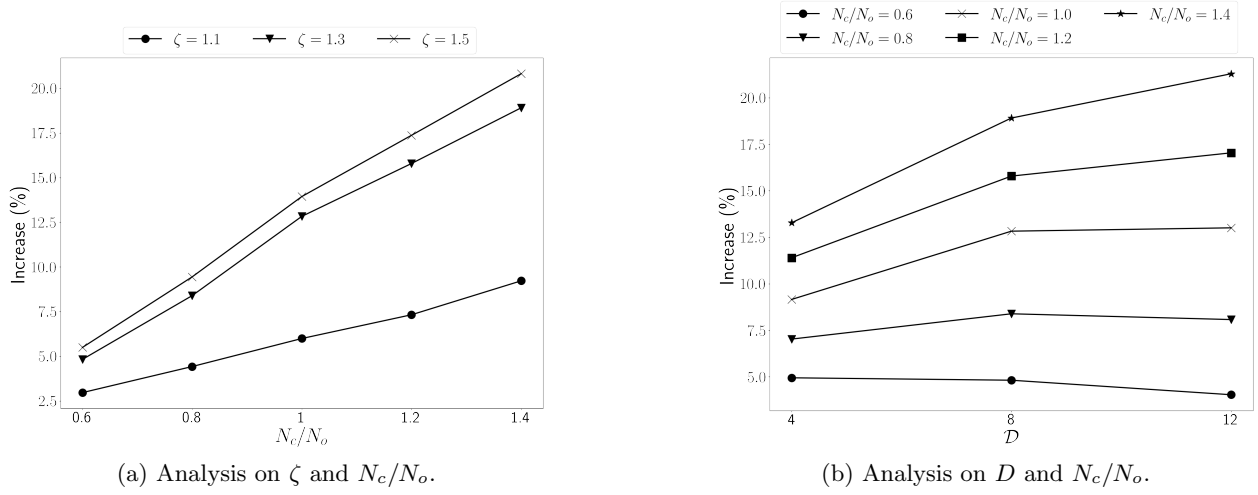 ζ = 1.1 ζ = 1.3 ζ = 1.5
20.0
17.5
15.0
12.5
10.0
7.5
5.0
2.5
Increase (%)
0.6 0.8 1 1.2 1.4
N_c/N_o
(a) Analysis on ζ and N_c/N_o.
N_c/N_o = 0.6 N_c/N_o = 1.0 N_c/N_o = 1.4
N_c/N_o = 0.8 N_c/N_o = 1.2
20.0
17.5
15.0
12.5
10.0
7.5
5.0
Increase (%)
4 8 12
𝒟
(b) Analysis on D and N_c/N_o.